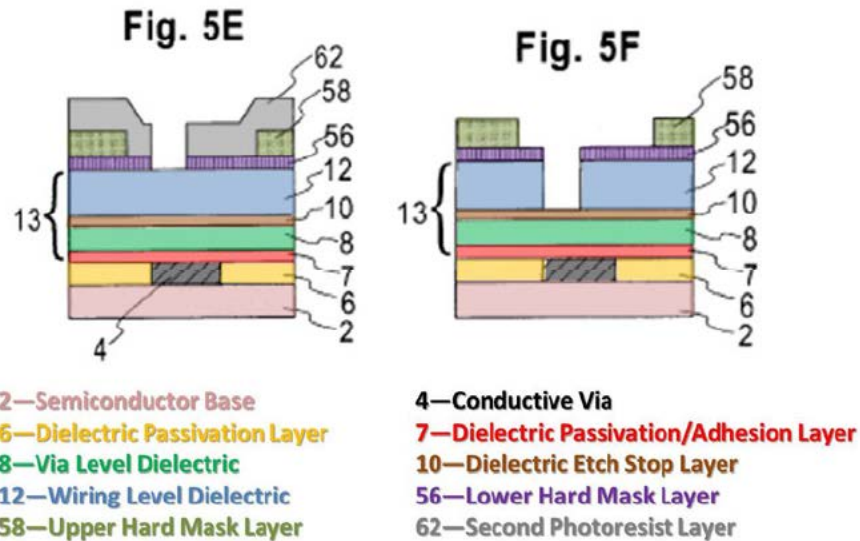 Fig. 5E
Fig. 5F
62
58
56
12
10
8
7
6
2
13
4
58
56
12
10
8
7
6
2
13
2—Semiconductor Base
4—Conductive Via
6—Dielectric Passivation Layer
7—Dielectric Passivation/Adhesion Layer
8—Via Level Dielectric
10—Dielectric Etch Stop Layer
12—Wiring Level Dielectric
56—Lower Hard Mask Layer
58—Upper Hard Mask Layer
62—Second Photoresist Layer